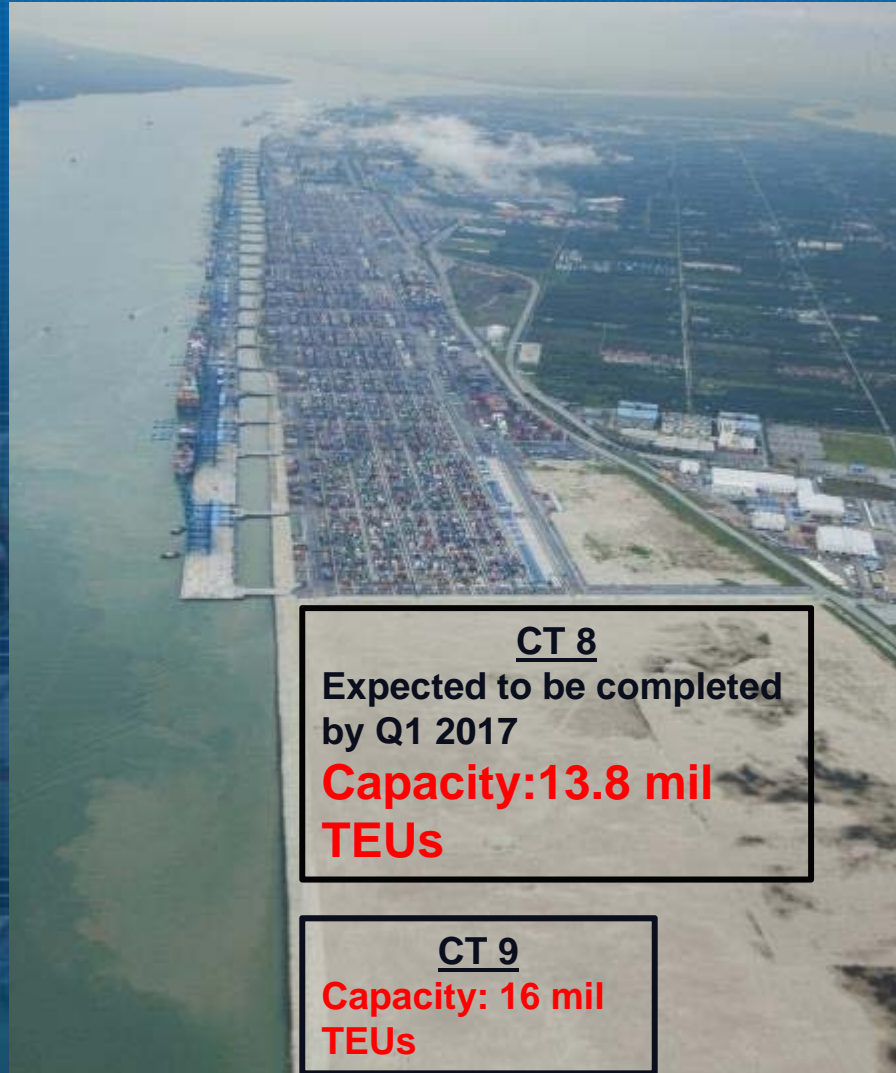 CT 8
Expected to be completed
by Q1 2017
Capacity:13.8 mil
TEUs
CT 9
Capacity: 16 mil
TEUs